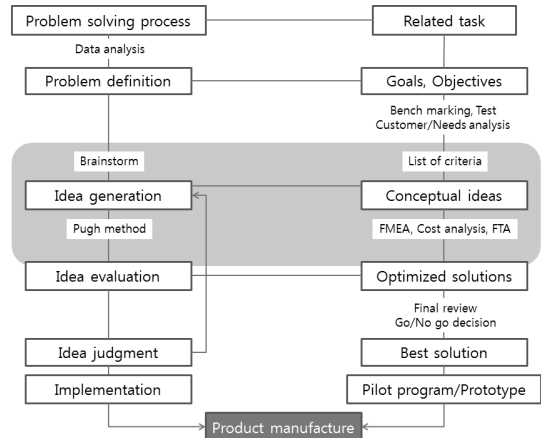 Problem solving process
Related task
Data analysis
Problem definition
Goals, Objectives
Bench marking, Test
Customer/Needs analysis
Brainstorm
List of criteria
Idea generation
Conceptual ideas
Pugh method
FMEA, Cost analysis, FTA
Idea evaluation
Optimized solutions
Final review
Go/No go decision
Idea judgment
Best solution
Implementation
Pilot program/Prototype
Product manufacture